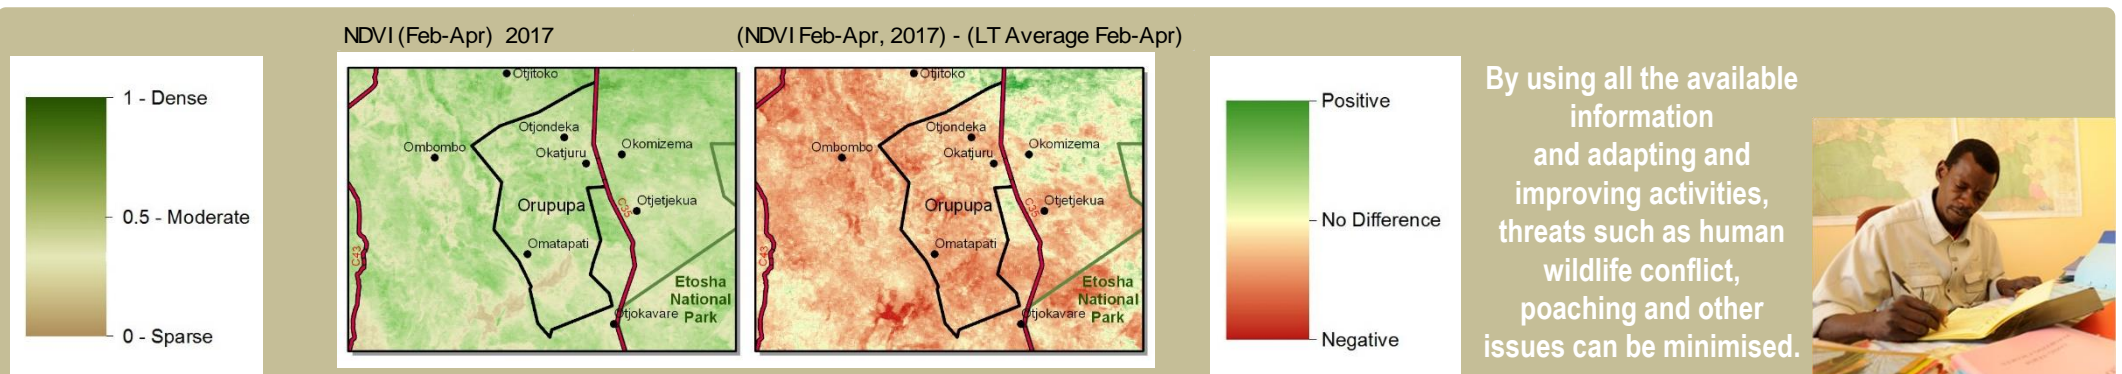 NDVI (Feb-Apr) 2017
(NDVI Feb-Apr, 2017) - (LT Average Feb-Apr)
1 - Dense
0.5 - Moderate
0 - Sparse
Otjitoko
Otjondeka
Ombombo
Okatjuru
Okomizema
Orupupa
C35
Otjetjekua
Omatapati
C43
Etosha
National
Park
Otjokavare
Otjitoko
Otjondeka
Ombombo
Okatjuru
Okomizema
Orupupa
C35
Otjetjekua
Omatapati
C43
Etosha
National
Park
Otjokavare
Positive
No Difference
Negative
By using all the available
information
and adapting and
improving activities,
threats such as human
wildlife conflict,
poaching and other
issues can be minimised.